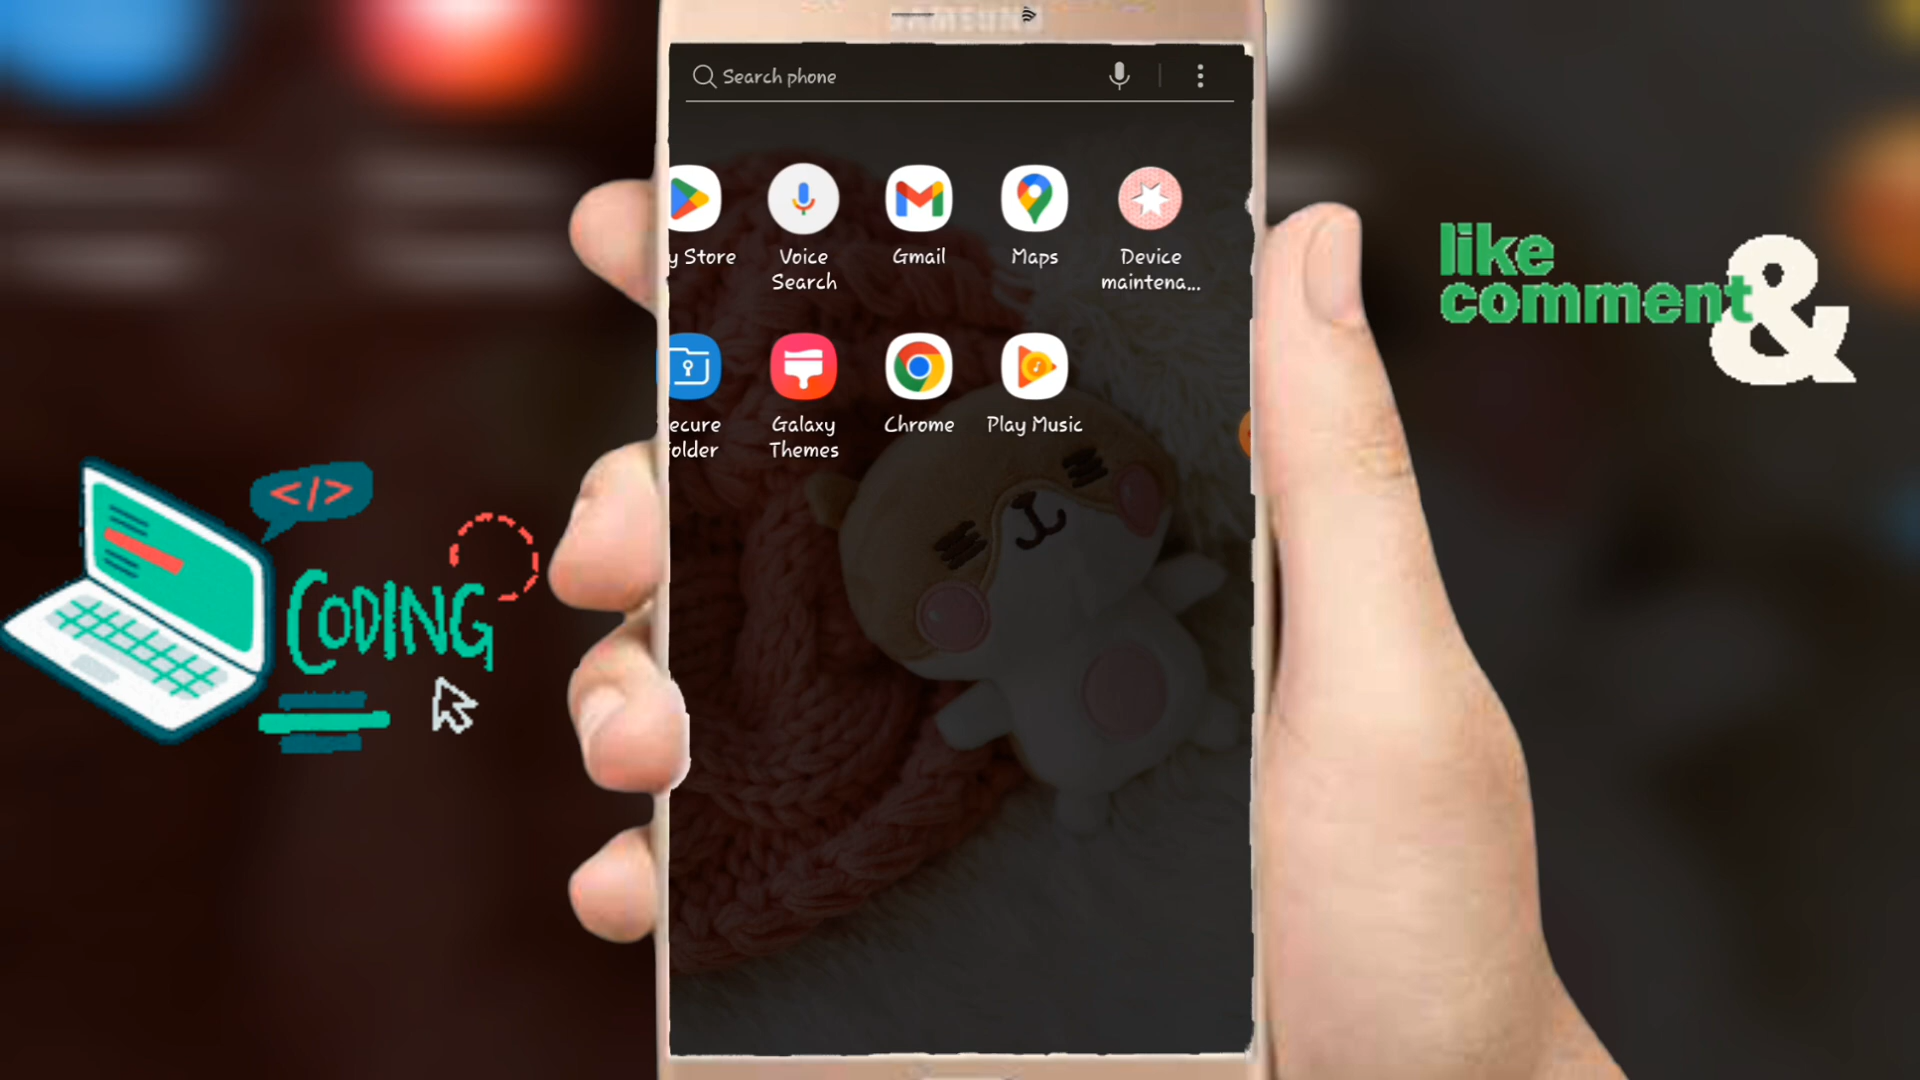 SAMSUNG
Search phone
y Store
Voice
Search
Gmail
Maps
Device
maintena...
ecure
older
Galaxy
Themes
Chrome
Play Music
like
comment
&
</>
CODING